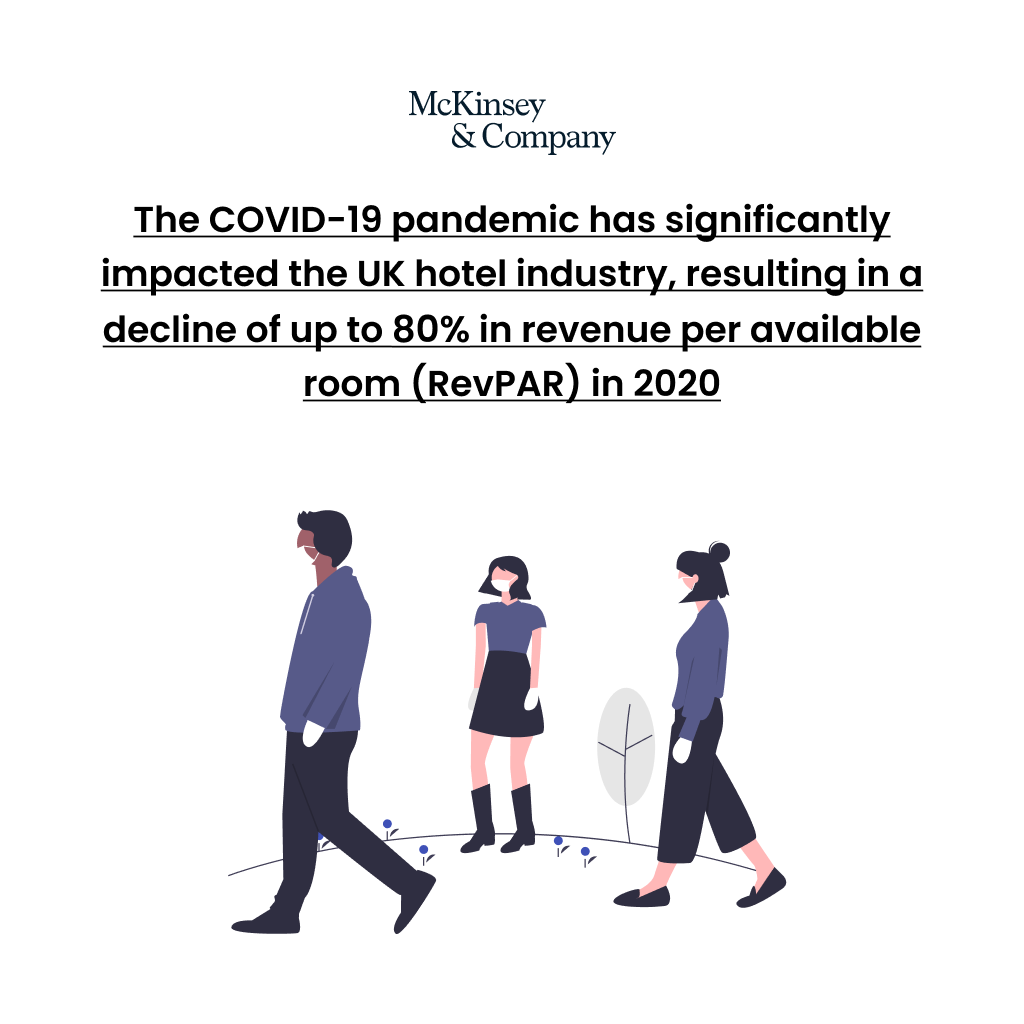 McKinsey
& Company
The COVID-19 pandemic has significantly
impacted the UK hotel industry, resulting in a
decline of up to 80% in revenue per available
room (RevPAR) in 2020